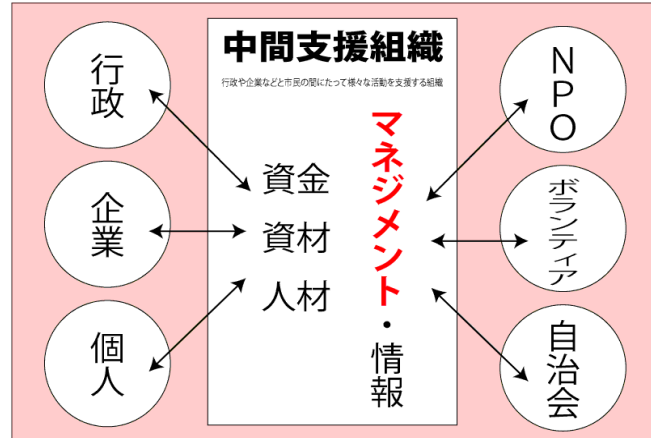 中間支援組織
行政や企業などと市民の間にたって様々な活動を支援する組織
行政
企業
個人
資金
資材
人材
マネジメント・情報
NPO
ボランティア
自治会